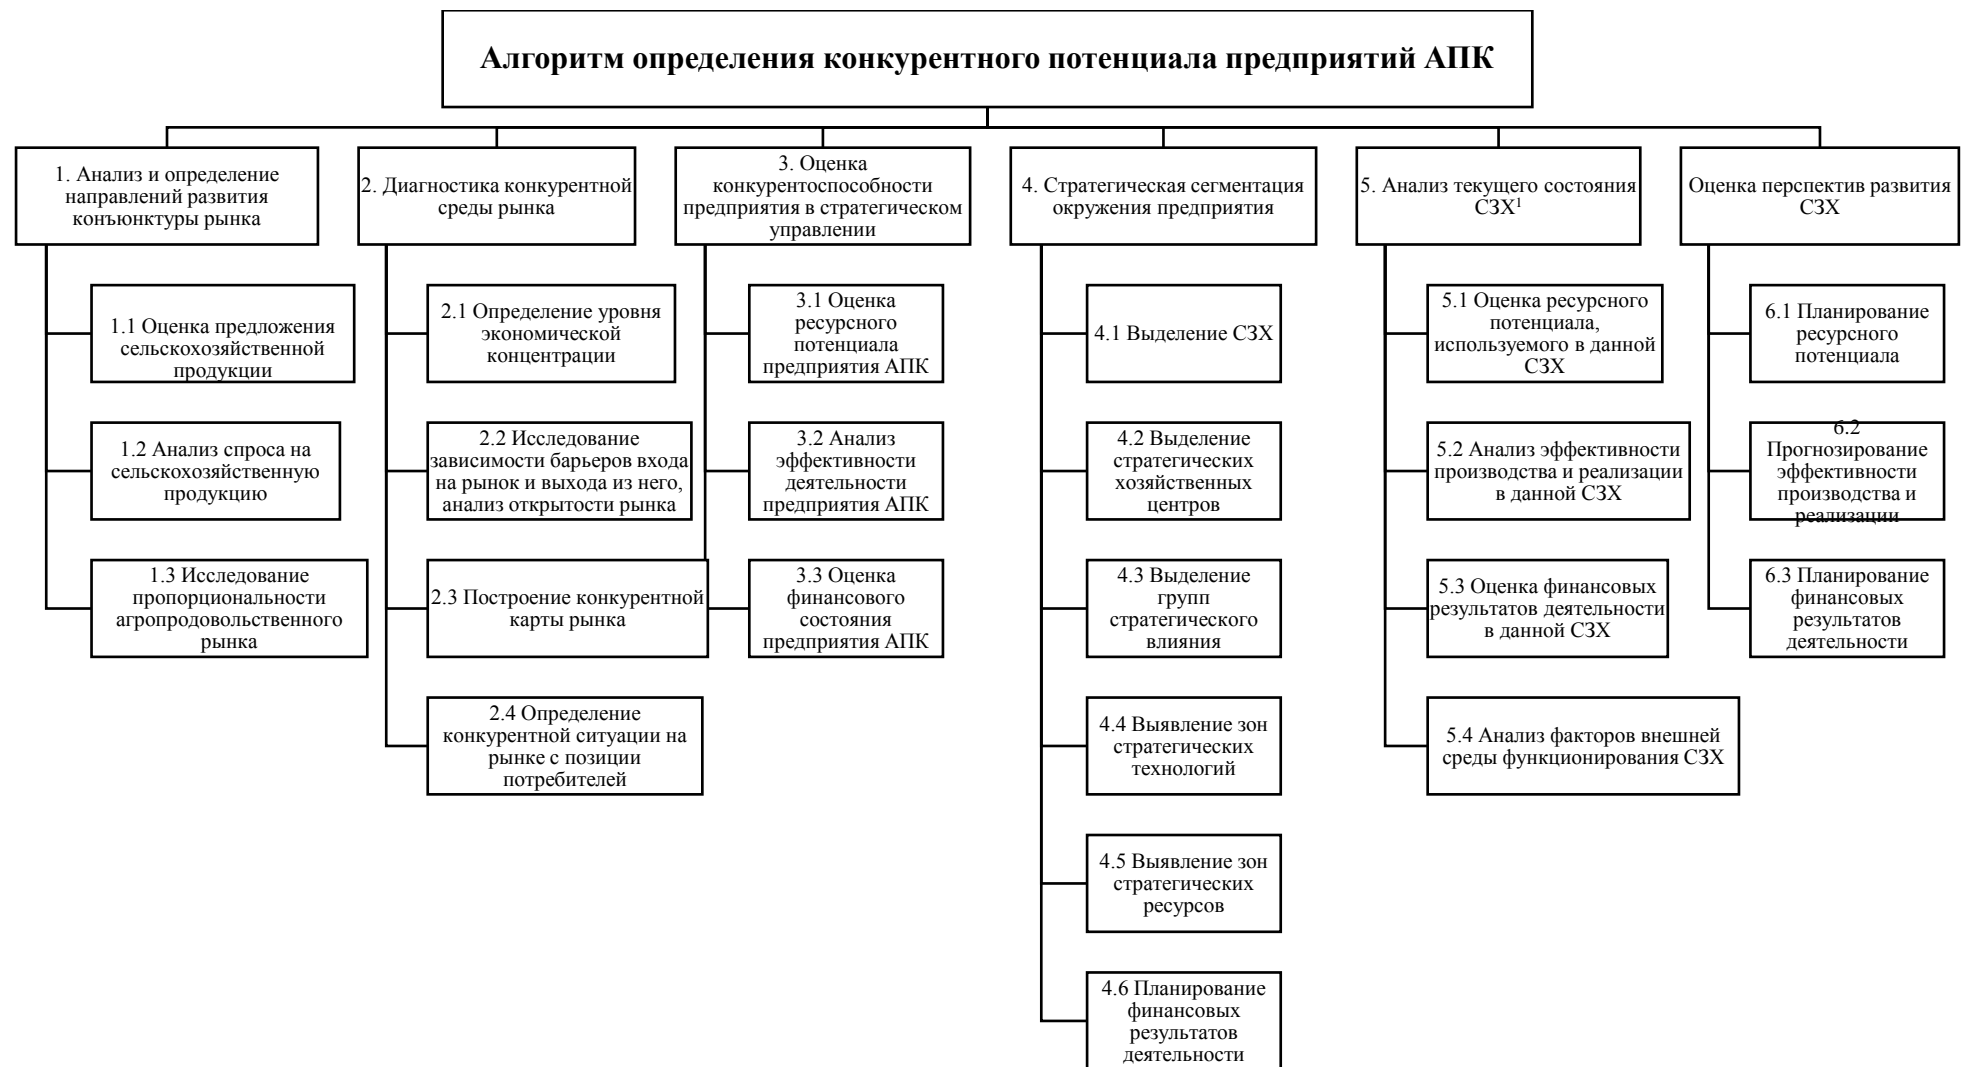 Алгоритм определения конкурентного потенциала предприятий АПК
1. Анализ и определение
направлений развития
конъюнктуры рынка
1.1 Оценка предложения
сельскохозяйственной
продукции
1.2 Анализ спроса на
сельскохозяйственную
продукцию
1.3 Исследование
пропорциональности
агропродовольственного
рынка
2. Диагностика конкурентной
среды рынка
2.1 Определение уровня
экономической
концентрации
2.2 Исследование
зависимости барьеров входа
на рынок и выхода из него,
анализ открытости рынка
2.3 Построение конкурентной
карты рынка
2.4 Определение
конкурентной ситуации на
рынке с позиции
потребителей
3. Оценка
конкурентоспособности
предприятия в стратегическом
управлении
3.1 Оценка
ресурсного
потенциала
предприятия АПК
3.2 Анализ
эффективности
деятельности
предприятия АПК
3.3 Оценка
финансового
состояния
предприятия АПК
4. Стратегическая сегментация
окружения предприятия
4.1 Выделение СЗХ
4.2 Выделение
стратегических
хозяйственных
центров
4.3 Выделение
групп
стратегического
влияния
4.4 Выявление зон
стратегических
технологий
4.5 Выявление зон
стратегических
ресурсов
4.6 Планирование
финансовых
результатов
деятельности
5. Анализ текущего состояния
СЗХ¹
5.1 Оценка ресурсного
потенциала,
используемого в данной
СЗХ
5.2 Анализ эффективности
производства и реализации
в данной СЗХ
5.3 Оценка финансовых
результатов деятельности
в данной СЗХ
5.4 Анализ факторов внешней
среды функционирования СЗХ
Оценка перспектив развития
СЗХ
6.1 Планирование
ресурсного
потенциала
6.2
Прогнозирование
эффективности
производства и
реализации
6.3 Планирование
финансовых
результатов
деятельности